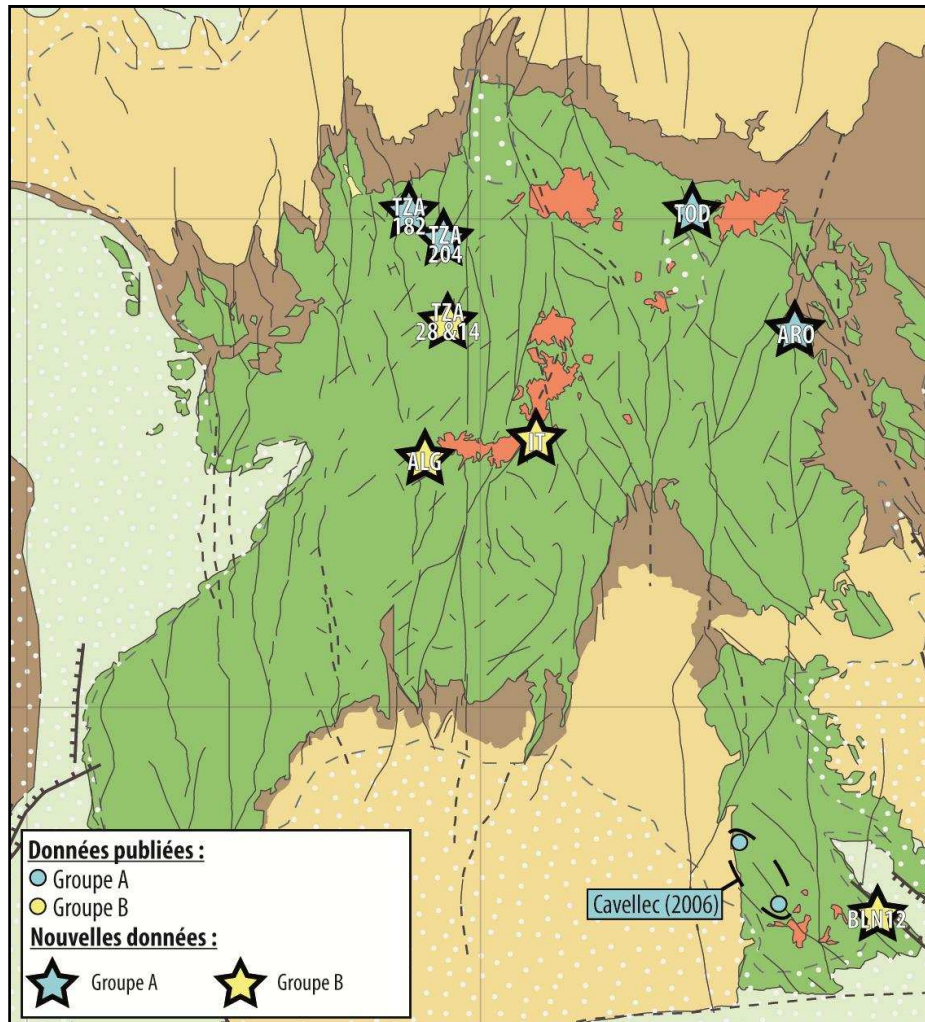 TZA
182
TZA
204
TOD
TZA
28 & 14
ARO
IT
ALG
Données publiées :
Groupe A
Groupe B
Nouvelles données :
Groupe A
Groupe B
Cavellec (2006)
BLN12